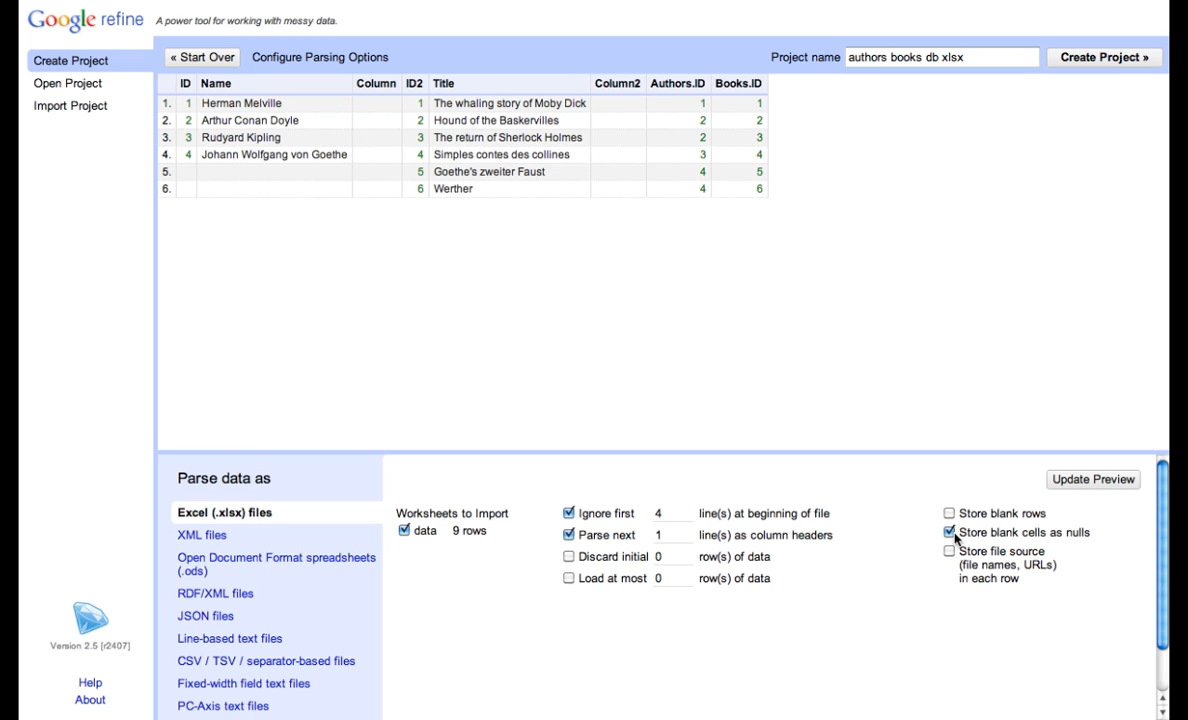 Google refine A power tool for working with messy data.
Create Project
Open Project
Import Project
« Start Over Configure Parsing Options Project name authors books db xlsx Create Project »
ID Name Column ID2 Title Column2 Authors.ID Books.ID
1. 1 Herman Melville 1 The whaling story of Moby Dick 1 1
2. 2 Arthur Conan Doyle 2 Hound of the Baskervilles 2 2
3. 3 Rudyard Kipling 3 The return of Sherlock Holmes 2 3
4. 4 Johann Wolfgang von Goethe 4 Simples contes des collines 3 4
5. 5 Goethe's zweiter Faust 4 5
6. 6 Werther 4 6
Parse data as
Excel (.xlsx) files
XML files
Open Document Format spreadsheets
(.ods)
RDF/XML files
JSON files
Line-based text files
CSV / TSV / separator-based files
Fixed-width field text files
PC-Axis text files
Update Preview
Worksheets to Import
data 9 rows
Ignore first 4 line(s) at beginning of file
Parse next 1 line(s) as column headers
Discard initial 0 row(s) of data
Load at most 0 row(s) of data
Store blank rows
Store blank cells as nulls
Store file source
(file names, URLs)
in each row
Version 2.5 [r2407]
Help
About